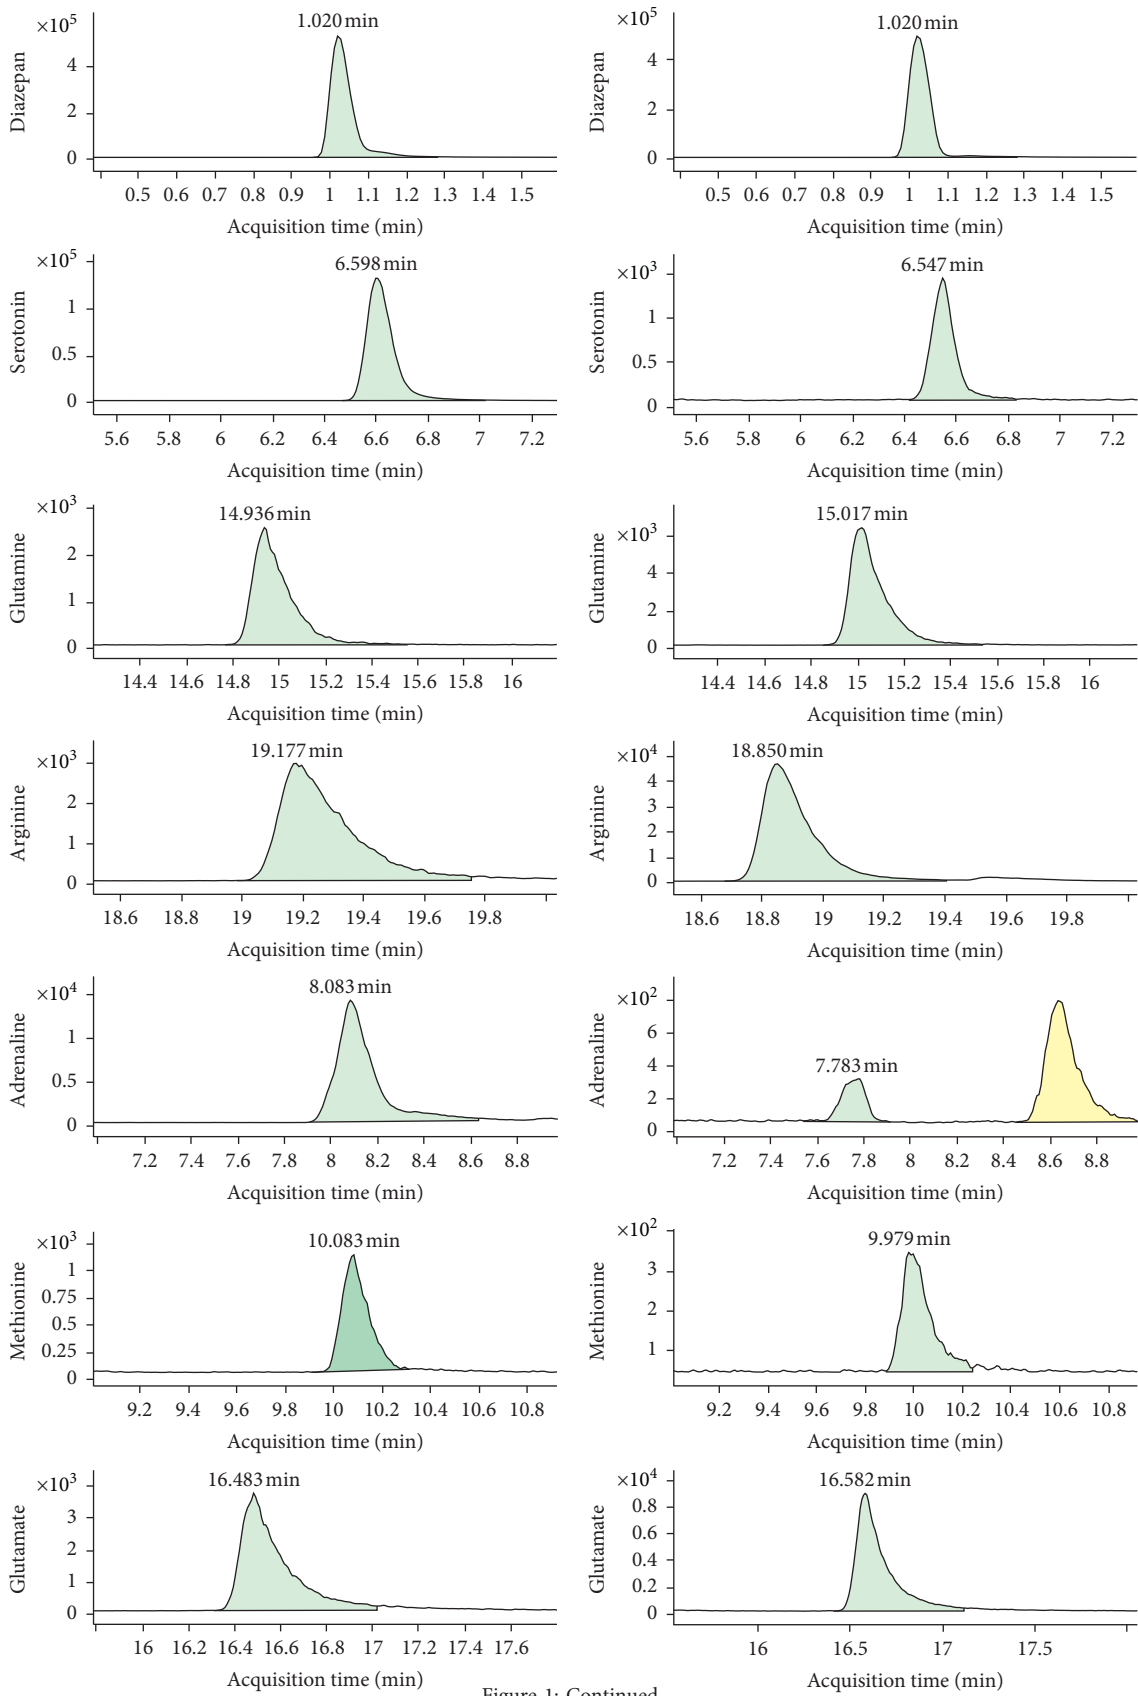 ×10⁵
1.020 min
Diazepan
4
2
0
0.5 0.6 0.7 0.8 0.9 1 1.1 1.2 1.3 1.4 1.5
Acquisition time (min)
×10⁵
1.020 min
Diazepan
4
2
0
0.5 0.6 0.7 0.8 0.9 1 1.1 1.2 1.3 1.4 1.5
Acquisition time (min)
×10⁵
6.598 min
Serotonin
1
0.5
0
5.6 5.8 6 6.2 6.4 6.6 6.8 7 7.2
Acquisition time (min)
×10³
6.547 min
Serotonin
1
0.5
0
5.6 5.8 6 6.2 6.4 6.6 6.8 7 7.2
Acquisition time (min)
×10³
14.936 min
Glutamine
2
1
0
14.4 14.6 14.8 15 15.2 15.4 15.6 15.8 16
Acquisition time (min)
×10³
15.017 min
Glutamine
4
2
0
14.4 14.6 14.8 15 15.2 15.4 15.6 15.8 16
Acquisition time (min)
×10³
19.177 min
Arginine
2
1
0
18.6 18.8 19 19.2 19.4 19.6 19.8
Acquisition time (min)
×10⁴
18.850 min
Arginine
4
3
2
1
0
18.6 18.8 19 19.2 19.4 19.6 19.8
Acquisition time (min)
×10⁴
8.083 min
Adrenaline
1
0.5
0
7.2 7.4 7.6 7.8 8 8.2 8.4 8.6 8.8
Acquisition time (min)
×10²
7.783 min
Adrenaline
6
4
2
0
7.2 7.4 7.6 7.8 8 8.2 8.4 8.6 8.8
Acquisition time (min)
×10³
10.083 min
Methionine
1
0.75
0.5
0.25
0
9.2 9.4 9.6 9.8 10 10.2 10.4 10.6 10.8
Acquisition time (min)
×10²
9.979 min
Methionine
3
2
1
9.2 9.4 9.6 9.8 10 10.2 10.4 10.6 10.8
Acquisition time (min)
×10³
16.483 min
Glutamate
3
2
1
0
16 16.2 16.4 16.6 16.8 17 17.2 17.4 17.6
Acquisition time (min)
×10⁴
16.582 min
Glutamate
0.8
0.6
0.4
0.2
0
16 16.5 17 17.5
Acquisition time (min)
Figure 1: Continued